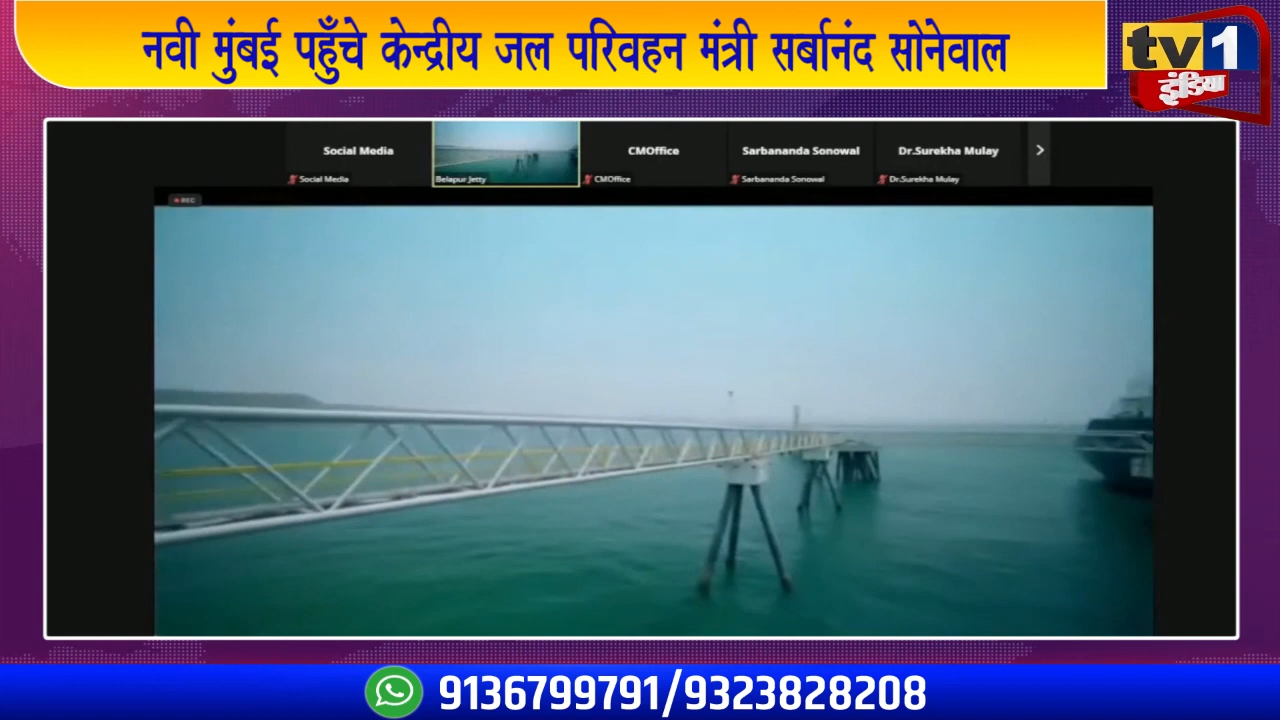 नवी मुंबई पहुँचे केन्द्रीय जल परिवहन मंत्री सर्बानंद सोनेवाल
tv1
इंडिया
Social Media
CMOffice
Sarbananda Sonowal
Dr.Surekha Mulay
Social Media
Belapur Jetty
CMOffice
Sarbananda Sonowal
Dr.Surekha Mulay
REC
9136799791/9323828208